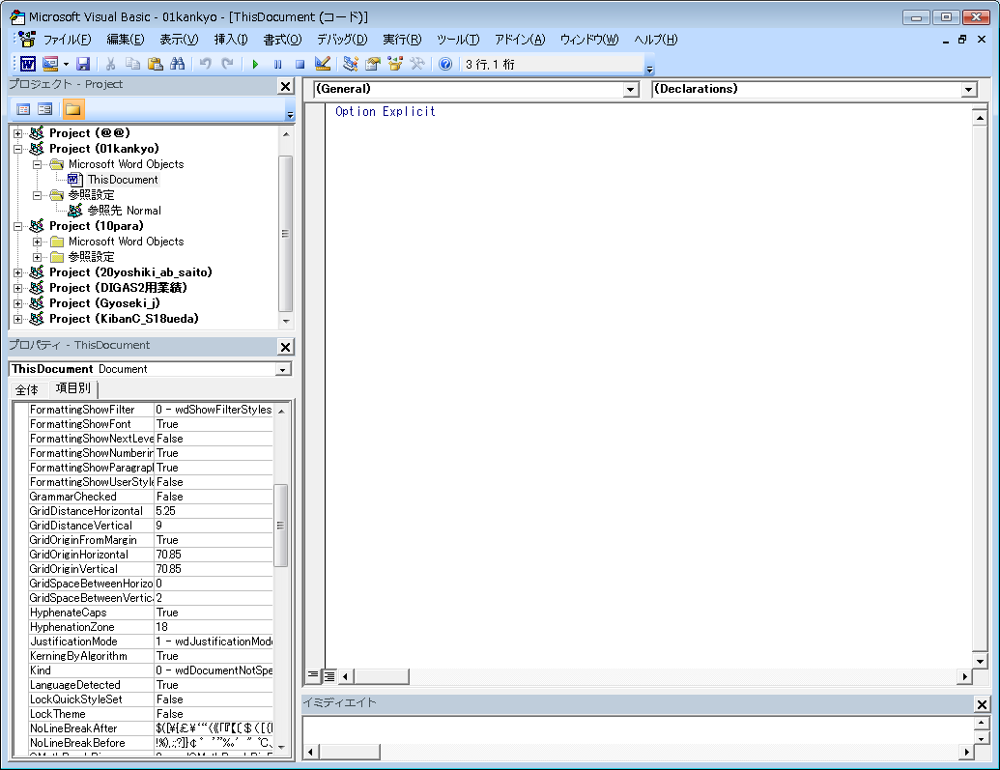 Microsoft Visual Basic - 01kankyo - [ThisDocument (コード)]
ファイル(F) 編集(E) 表示(V) 挿入(I) 書式(O) デバッグ(D) 実行(R) ツール(T) アドイン(A) ウィンドウ(W) ヘルプ(H)
3 行, 1 桁
プロジェクト - Project
Project (@@)
Project (01kankyo)
Microsoft Word Objects
ThisDocument
参照設定
参照先 Normal
Project (10para)
Microsoft Word Objects
参照設定
Project (20yoshiki_ab_saito)
Project (DIGAS2用業績)
Project (Gyoseki_j)
Project (KibanC_S18ueda)
プロパティ - ThisDocument
ThisDocument Document
全体 項目別
FormattingShowFilter 0 - wdShowFilterStyles
FormattingShowFont True
FormattingShowNextLeve False
FormattingShowNumberin True
FormattingShowParagrapl True
FormattingShowUserStyle False
GrammarChecked False
GridDistanceHorizontal 5.25
GridDistanceVertical 9
GridOriginFromMargin True
GridOriginHorizontal 70.85
GridOriginVertical 70.85
GridSpaceBetweenHorizo 0
GridSpaceBetweenVertica 2
HyphenateCaps True
HyphenationZone 18
JustificationMode 1 - wdJustificationMode
KerningByAlgorithm True
Kind 0 - wdDocumentNotSpe
LanguageDetected True
LockQuickStyleSet False
LockTheme False
NoLineBreakAfter
NoLineBreakBefore
(General) (Declarations)
Option Explicit
イミディエイト